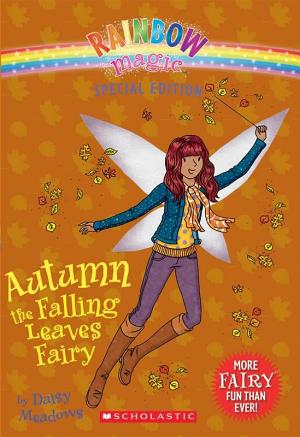 RAINBOW
magic
SPECIAL EDITION
Autumn
the Falling
Leaves
Fairy
by Daisy
Meadows
MORE
FAIRY
FUN THAN
EVER!
SCHOLASTIC